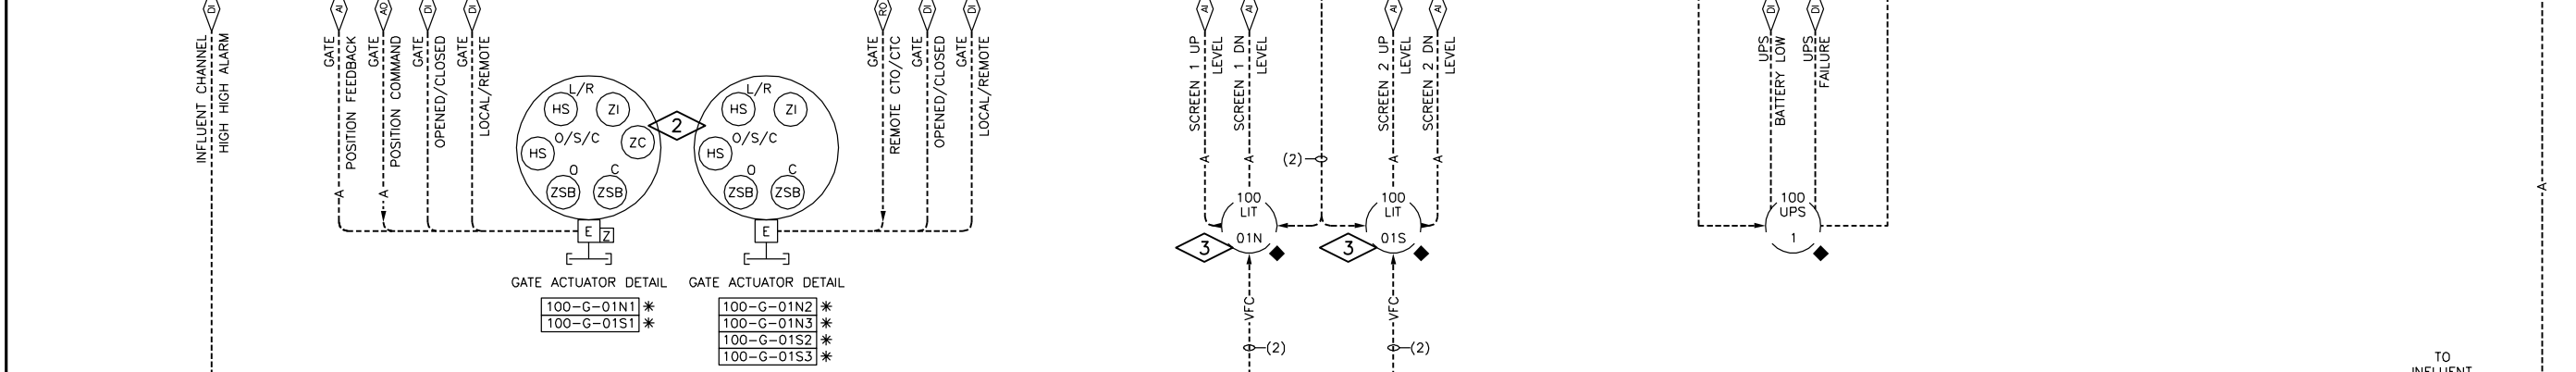 DI
INFLUENT CHANNEL
HIGH HIGH ALARM
AI
GATE
POSITION FEEDBACK
A
AO
GATE
POSITION COMMAND
A
DI
GATE
OPENED/CLOSED
DI
GATE
LOCAL/REMOTE
L/R
HS
ZI
O/S/C
HS
ZC
O
C
ZSB
ZSB
E
Z
GATE ACTUATOR DETAIL
100-G-01N1 *
100-G-01S1 *
2
L/R
HS
ZI
O/S/C
HS
O
C
ZSB
ZSB
E
GATE ACTUATOR DETAIL
100-G-01N2 *
100-G-01N3 *
100-G-01S2 *
100-G-01S3 *
RO
GATE
REMOTE CTO/CTC
DI
GATE
OPENED/CLOSED
DI
GATE
LOCAL/REMOTE
AI
SCREEN 1 UP
LEVEL
A
AI
SCREEN 1 DN
LEVEL
A
(2)
100
LIT
01N
3
VFC
(2)
AI
SCREEN 2 UP
LEVEL
A
AI
SCREEN 2 DN
LEVEL
A
100
LIT
01S
3
VFC
(2)
DI
UPS
BATTERY LOW
DI
UPS
FAILURE
100
UPS
1
A
TO
INFLUENT